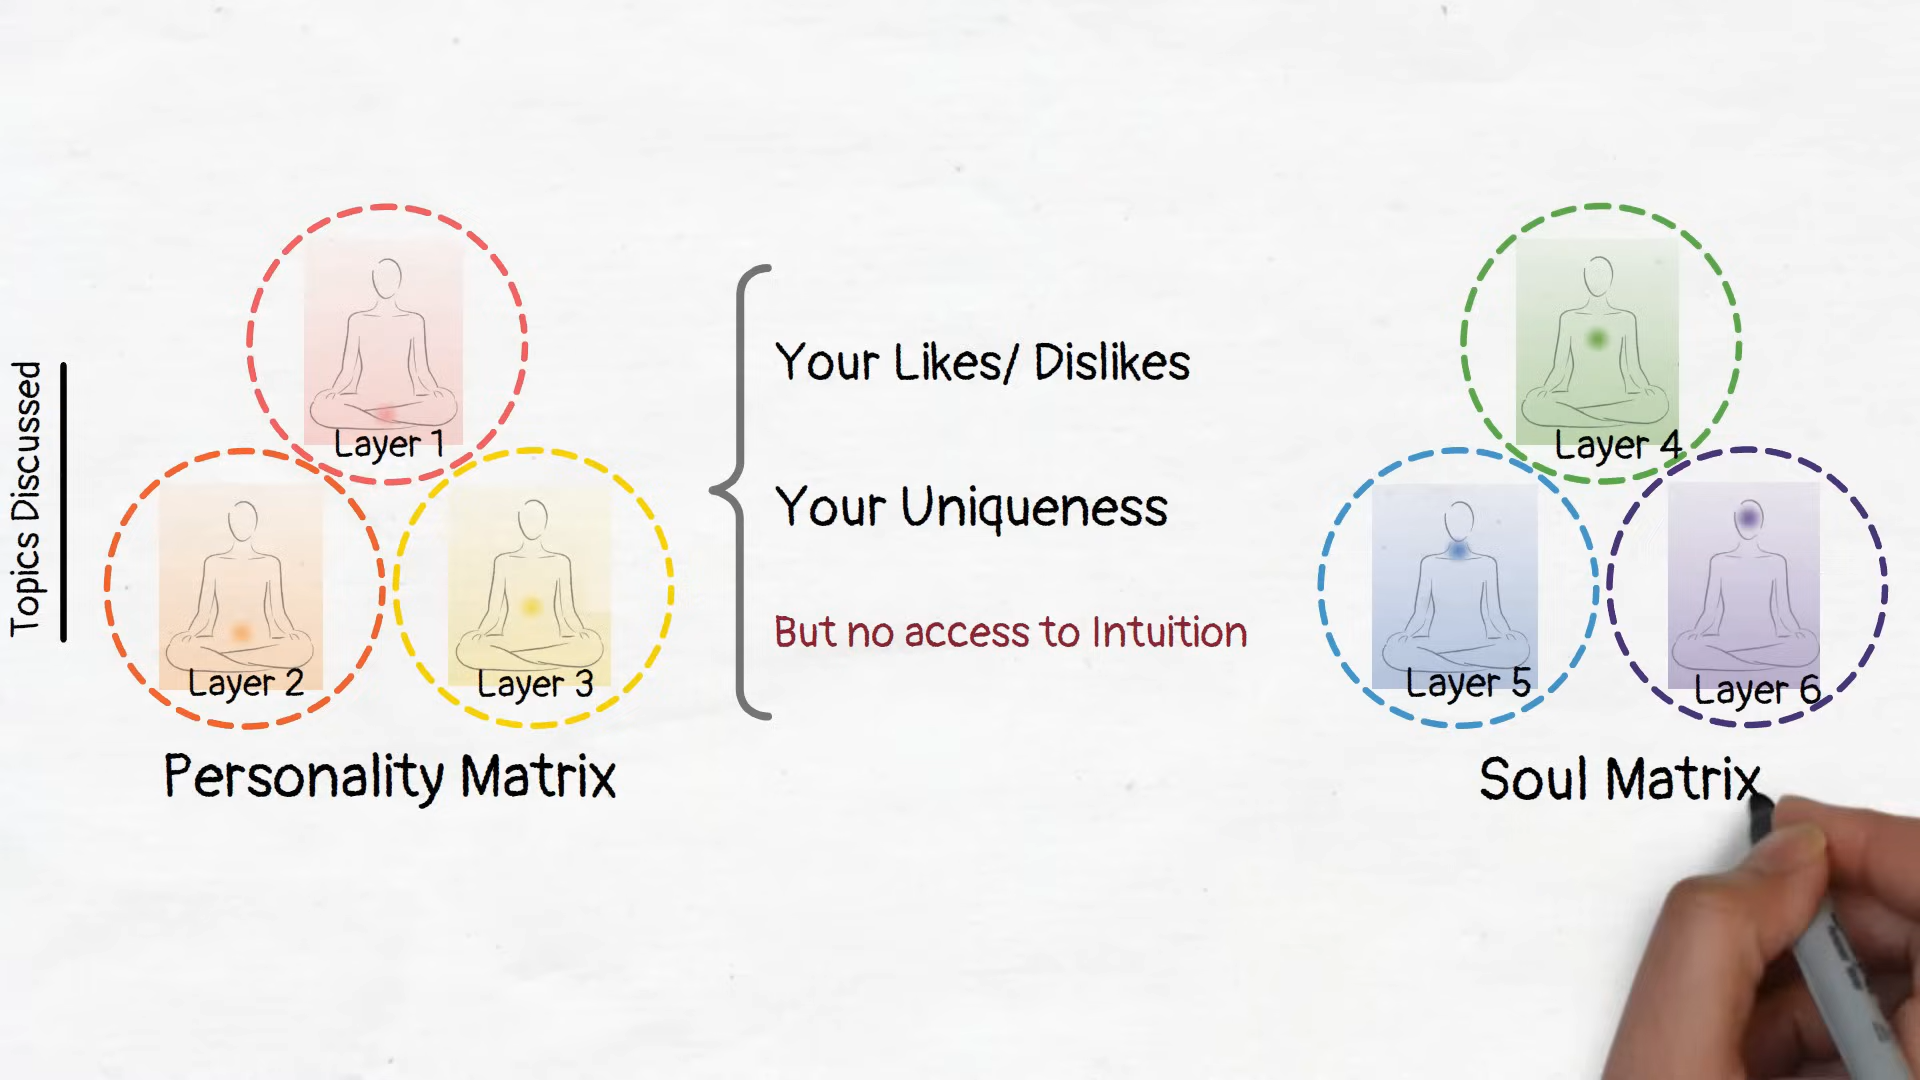 Topics Discussed
Layer 1
Layer 2
Layer 3
Personality Matrix
Your Likes/ Dislikes
Your Uniqueness
But no access to Intuition
Layer 4
Layer 5
Layer 6
Soul Matrix